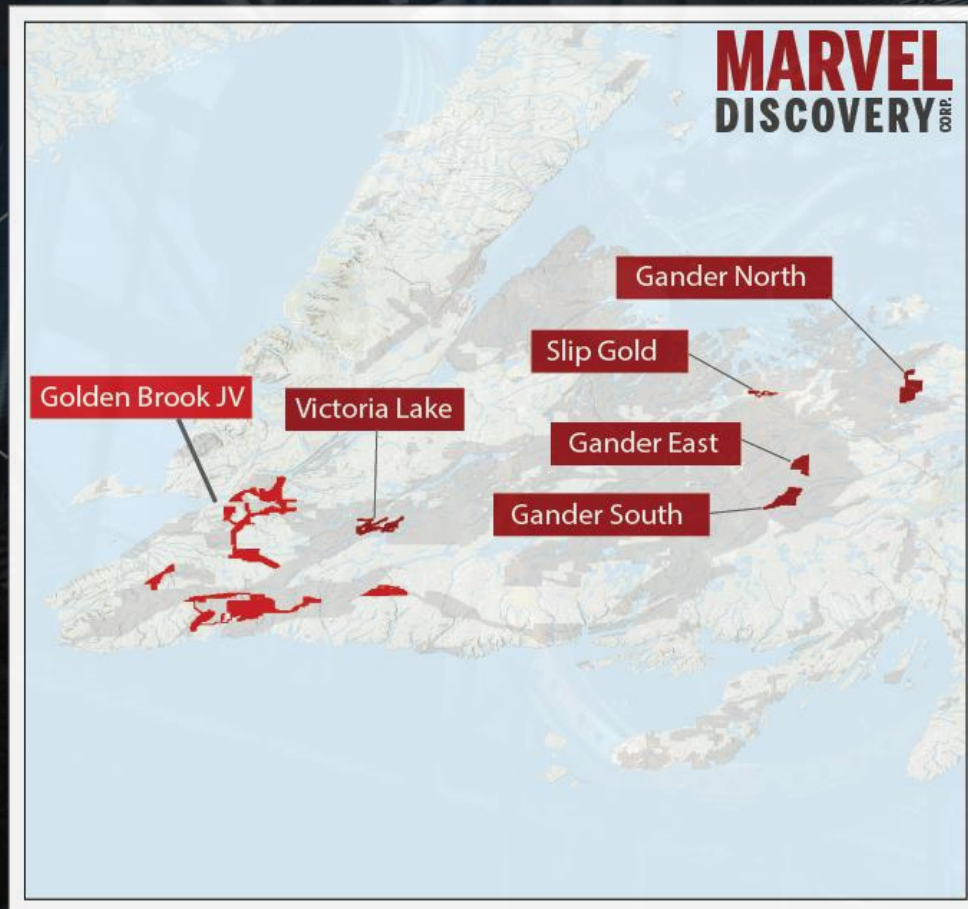 MARVEL
DISCOVERY CORP.
Gander North
Slip Gold
Golden Brook JV
Victoria Lake
Gander East
Gander South